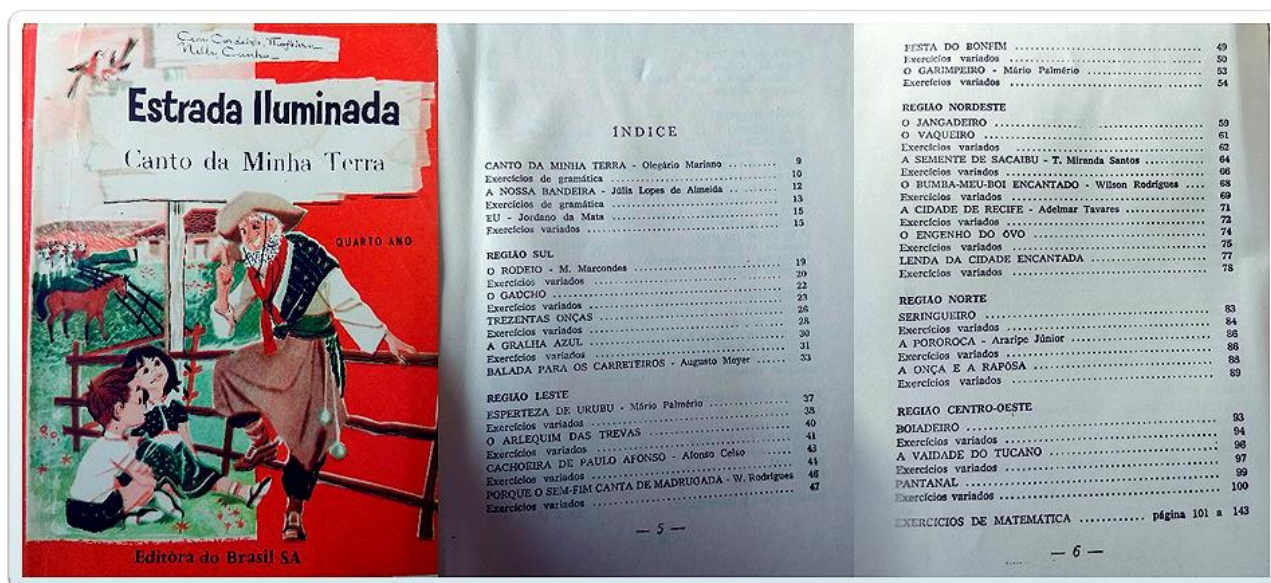 Estrada Iluminada
Canto da Minha Terra
QUARTO ANO
Editôra do Brasil SA
ÍNDICE
CANTO DA MINHA TERRA - Olegário Mariano .......... 9
Exercícios de gramática .......... 10
A NOSSA BANDEIRA - Júlia Lopes de Almeida .. .......... 12
Exercícios de gramática .......... 13
EU - Jordano da Mata .......... 15
Exercícios variados .......... 15
REGIÃO SUL
O RODEIO - M. Marcondes .......... 19
Exercícios variados .......... 20
O GAÚCHO .......... 22
Exercícios variados .......... 23
TREZENTAS ONÇAS .......... 26
Exercícios variados .......... 28
A GRALHA AZUL .......... 30
Exercícios variados .......... 31
BALADA PARA OS CARRETEIROS - Augusto Meyer ...... 33
REGIÃO LESTE
ESPERTEZA DE URUBU - Mário Palmério .......... 37
Exercícios variados .......... 38
O ARLEQUIM DAS TREVAS .......... 40
Exercícios variados .......... 41
CACHOEIRA DE PAULO AFONSO - Afonso Celso .......... 43
Exercícios variados .......... 44
PORQUE O SEM-FIM CANTA DE MADRUGADA - W. Rodrigues 46
Exercícios variados .......... 47
— 5 —
FESTA DO BONFIM .......... 49
Exercícios variados .......... 50
O GARIMPEIRO - Mário Palmério .......... 53
Exercícios variados .......... 54
REGIÃO NORDESTE
O JANGADEIRO .......... 59
O VAQUEIRO .......... 61
Exercícios variados .......... 62
A SEMENTE DE SACAIBU - T. Miranda Santos .......... 64
Exercícios variados .......... 66
O BUMBA-MEU-BOI ENCANTADO - Wilson Rodrigues .... 68
Exercícios variados .......... 69
A CIDADE DE RECIFE - Adelmar Tavares .......... 71
Exercícios variados .......... 72
O ENGENHO DO ÔVO .......... 74
Exercícios variados .......... 75
LENDA DA CIDADE ENCANTADA .......... 77
Exercícios variados .......... 78
REGIÃO NORTE
SERINGUEIRO .......... 83
Exercícios variados .......... 84
A POROROCA - Araripe Júnior .......... 86
Exercícios variados .......... 86
A ONÇA E A RAPOSA .......... 88
Exercícios variados .......... 89
REGIÃO CENTRO-OESTE
BOIADEIRO .......... 93
Exercícios variados .......... 94
A VAIDADE DO TUCANO .......... 96
Exercícios variados .......... 97
PANTANAL .......... 99
Exercícios variados .......... 100
EXERCÍCIOS DE MATEMÁTICA ............ página 101 a 143
— 6 —